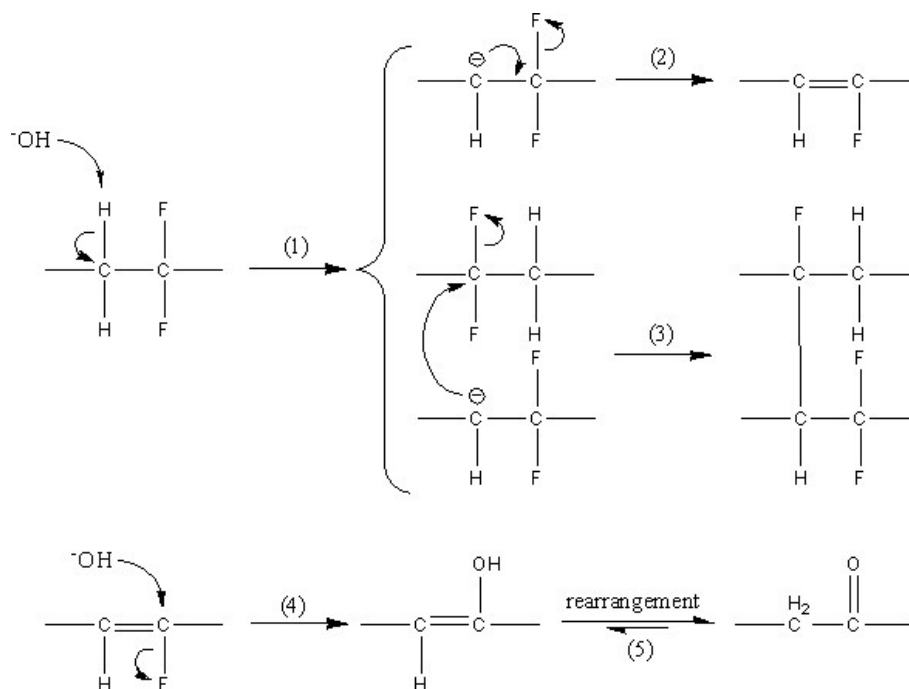 F
⊖
(2)
C C C C
⁻OH H F H F
H F F H F H
(1)
C C C C C C
H F F H H
(3)
F F
⊖
C C C C
H F H F
⁻OH OH O
(4) rearrangement H₂
C C C C C C
(5)
H F H